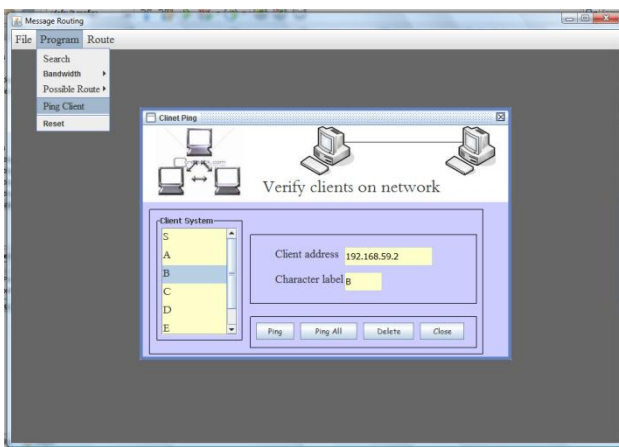 Message Routing
File Program Route
Search
Bandwidth
Possible Route
Ping Client
Reset
Clinet Ping
Verify clients on network
Client System
S
A
B
C
D
E
Client address 192.168.59.2
Character label B
Ping Ping All Delete Close